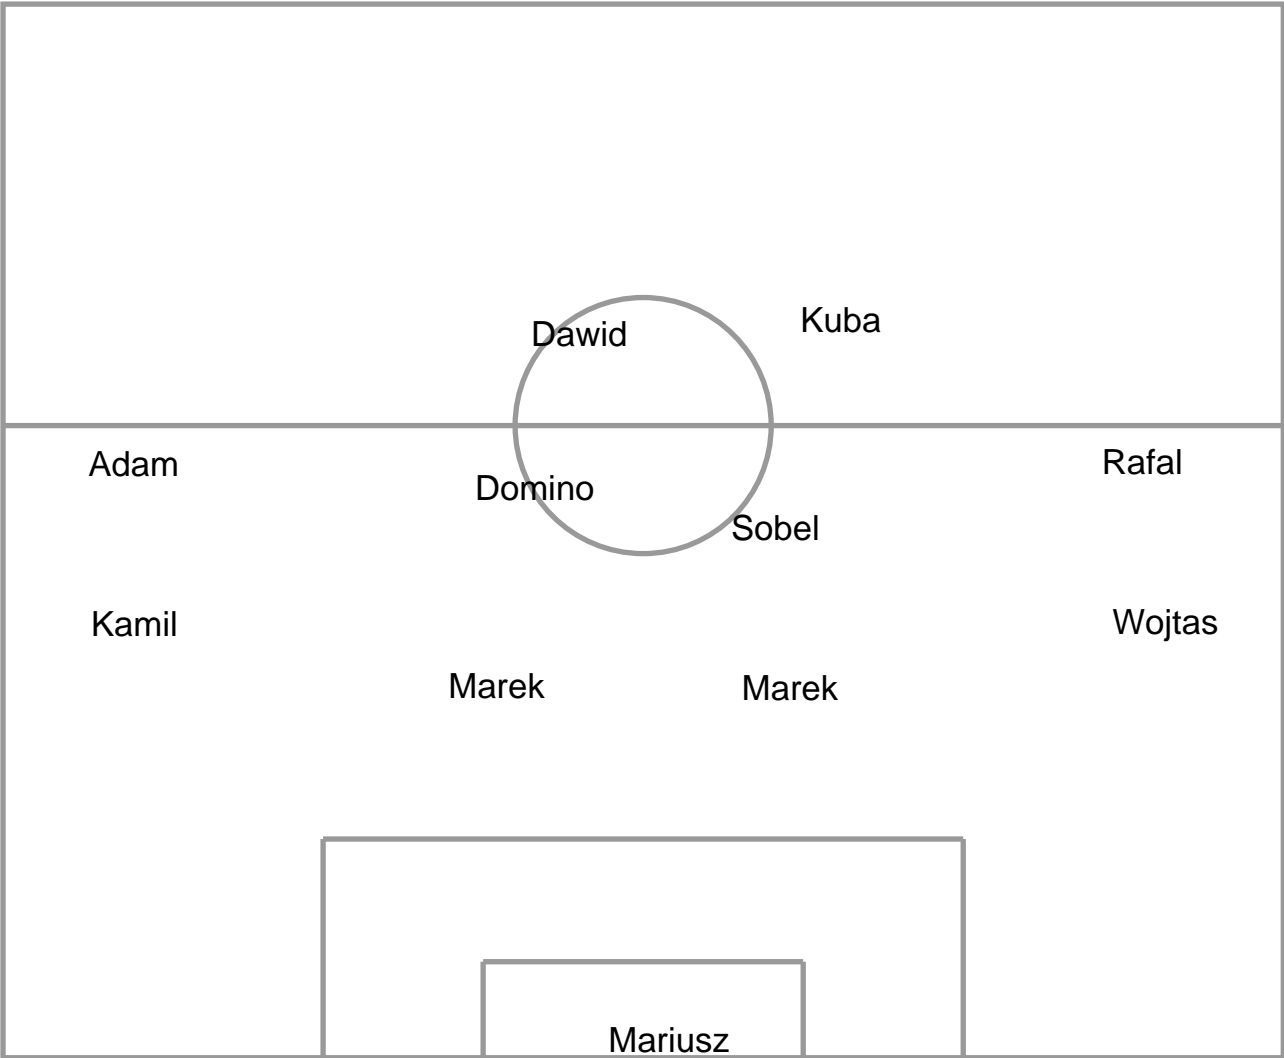 Kuba
Dawid
Adam
Rafal
Domino
Sobel
Kamil
Wojtas
Marek
Marek
Mariusz